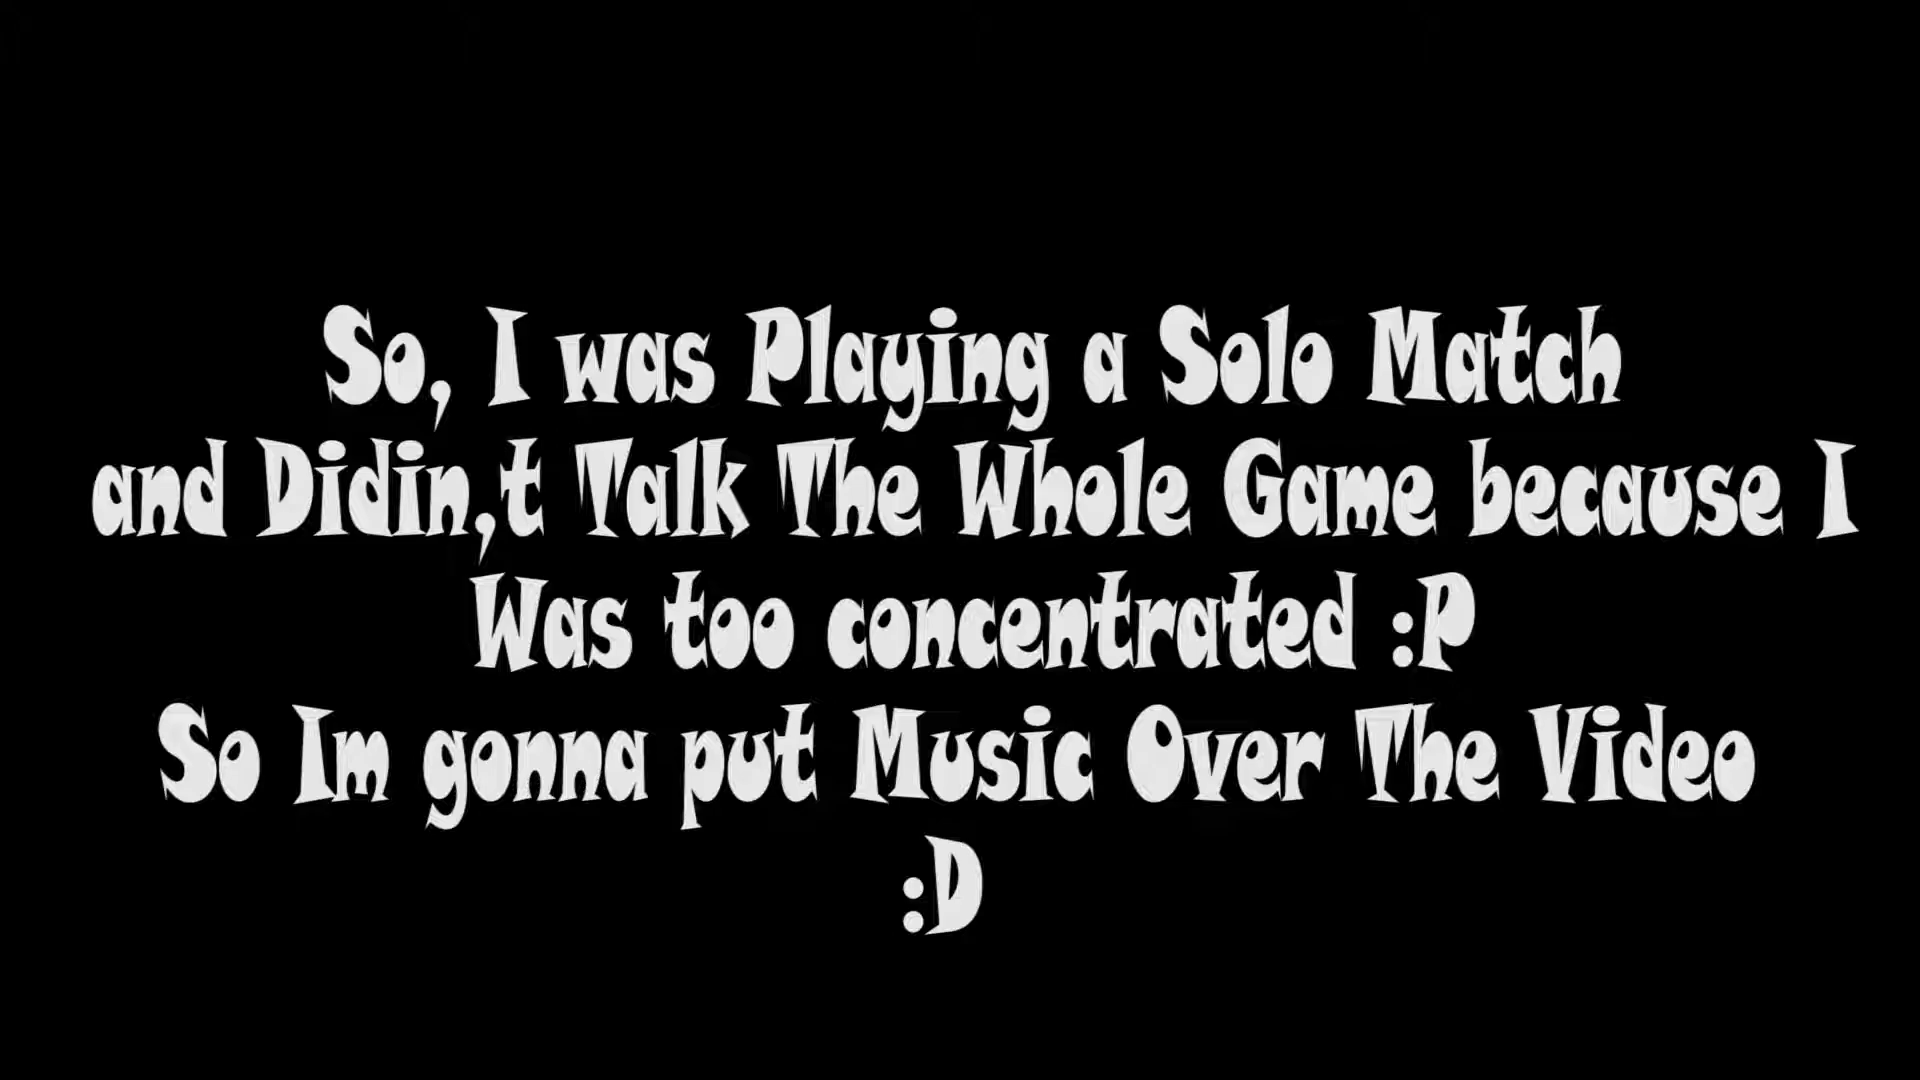 So, I was Playing a Solo Match
and Didin,t Talk The Whole Game because I
Was too concentrated :P
So Im gonna put Music Over The Video
:D